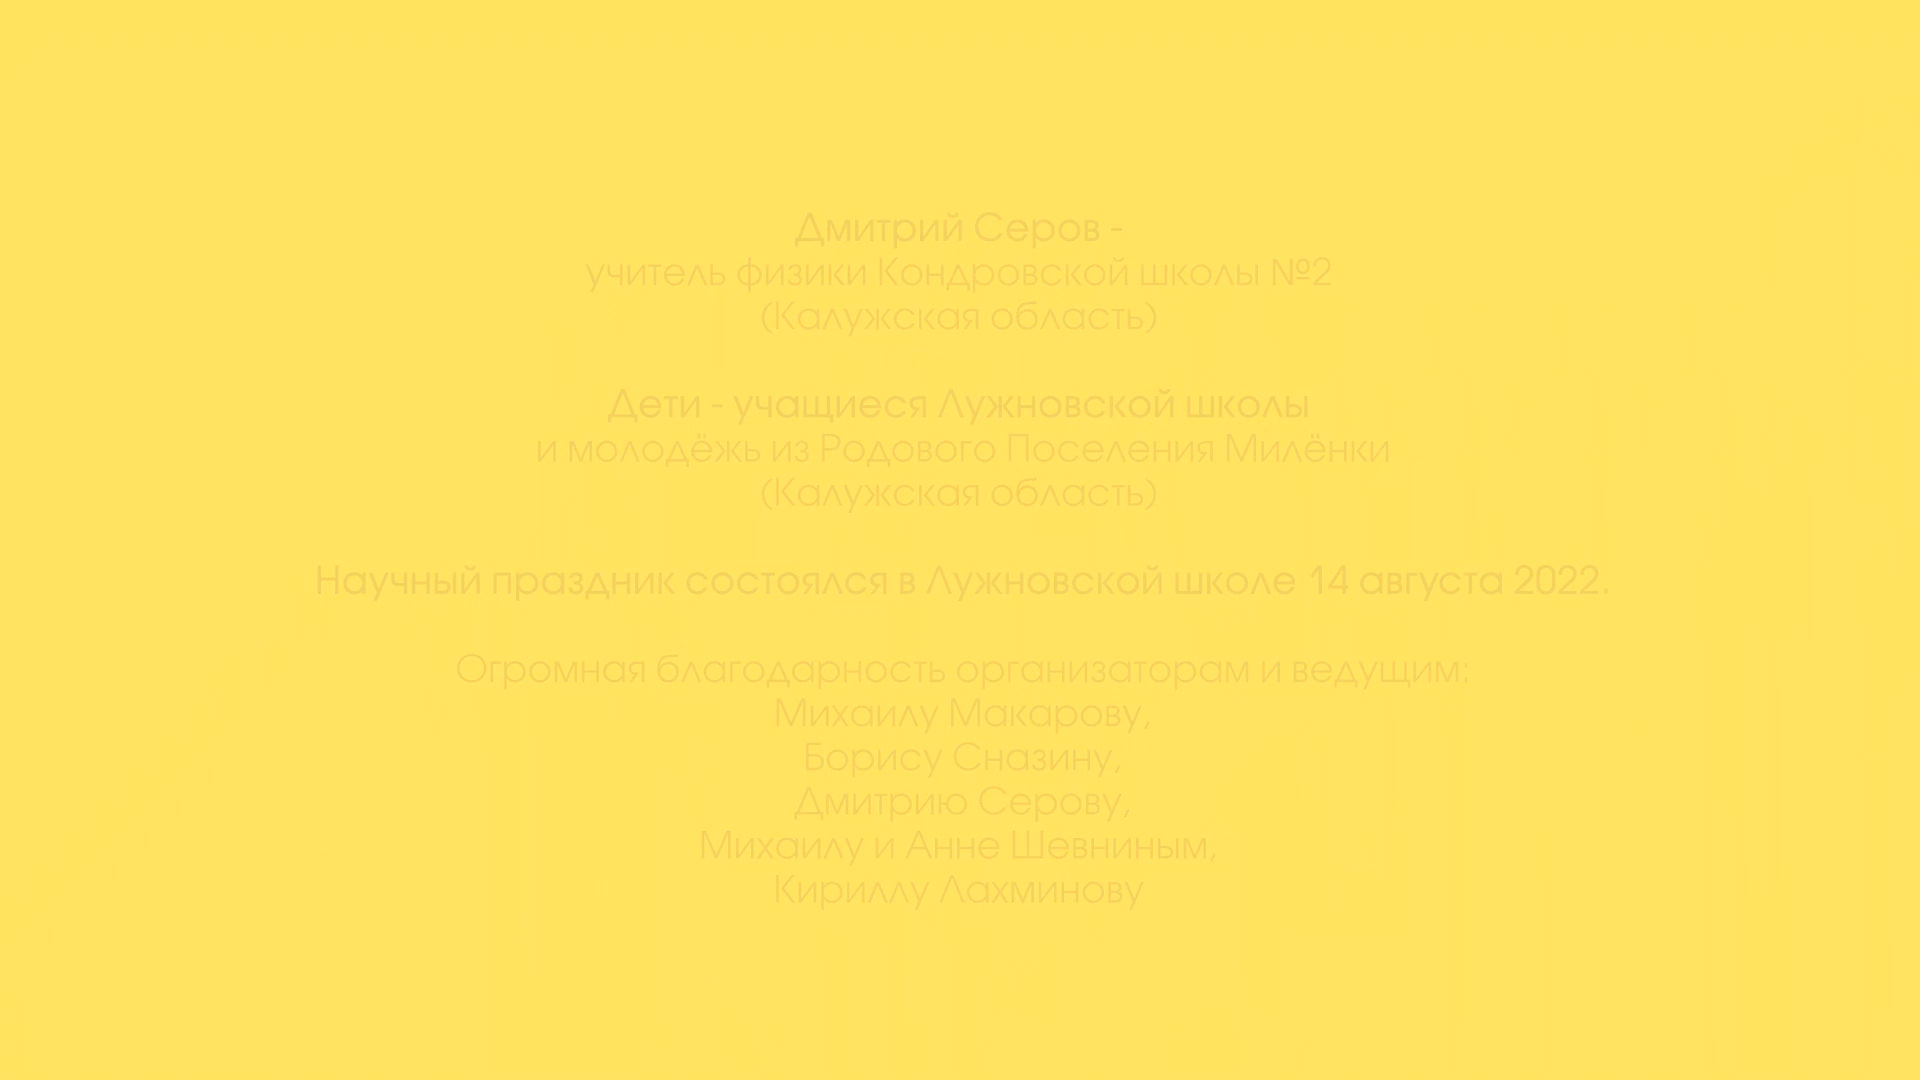 Дмитрий Серов -
учитель физики Кондровской школы №2
(Калужская область)
Дети - учащиеся Лужновской школы
и молодёжь из Родового Поселения Милёнки
(Калужская область)
Научный праздник состоялся в Лужновской школе 14 августа 2022.
Огромная благодарность организаторам и ведущим:
Михаилу Макарову,
Борису Сназину,
Дмитрию Серову,
Михаилу и Анне Шевниным,
Кириллу Лахминову